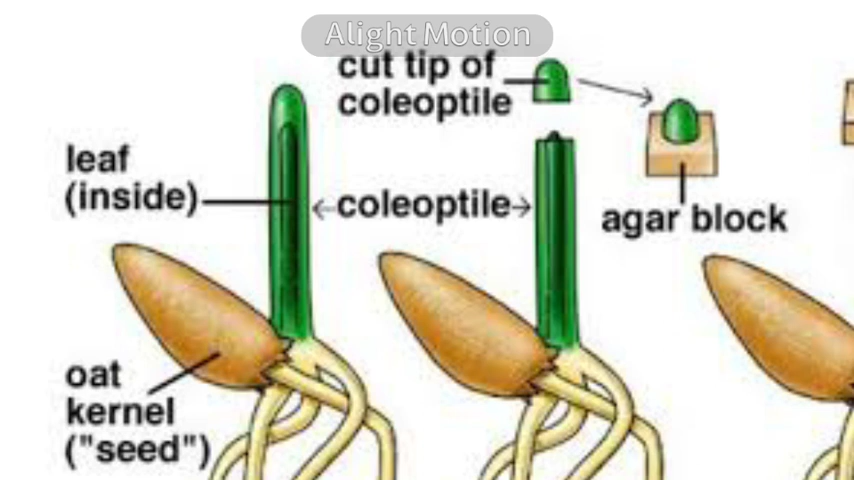 Alight Motion
cut tip of
coleoptile
leaf
(inside)
coleoptile
agar block
oat
kernel
("seed")